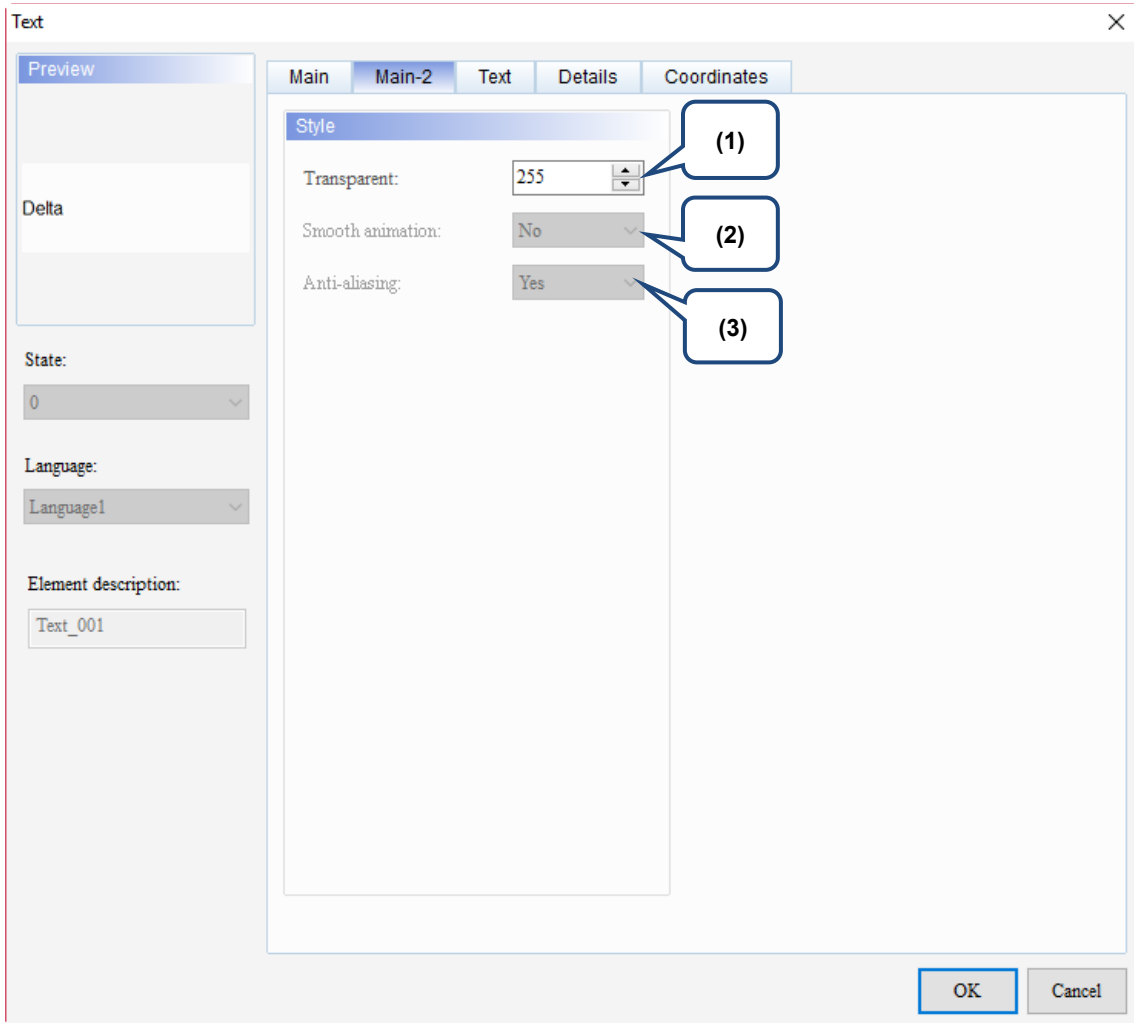 Text
Preview
Delta
State:
0
Language:
Language1
Element description:
Text_001
Main Main-2 Text Details Coordinates
Style
Transparent: 255
Smooth animation: No
Anti-aliasing: Yes
(1)
(2)
(3)
OK Cancel